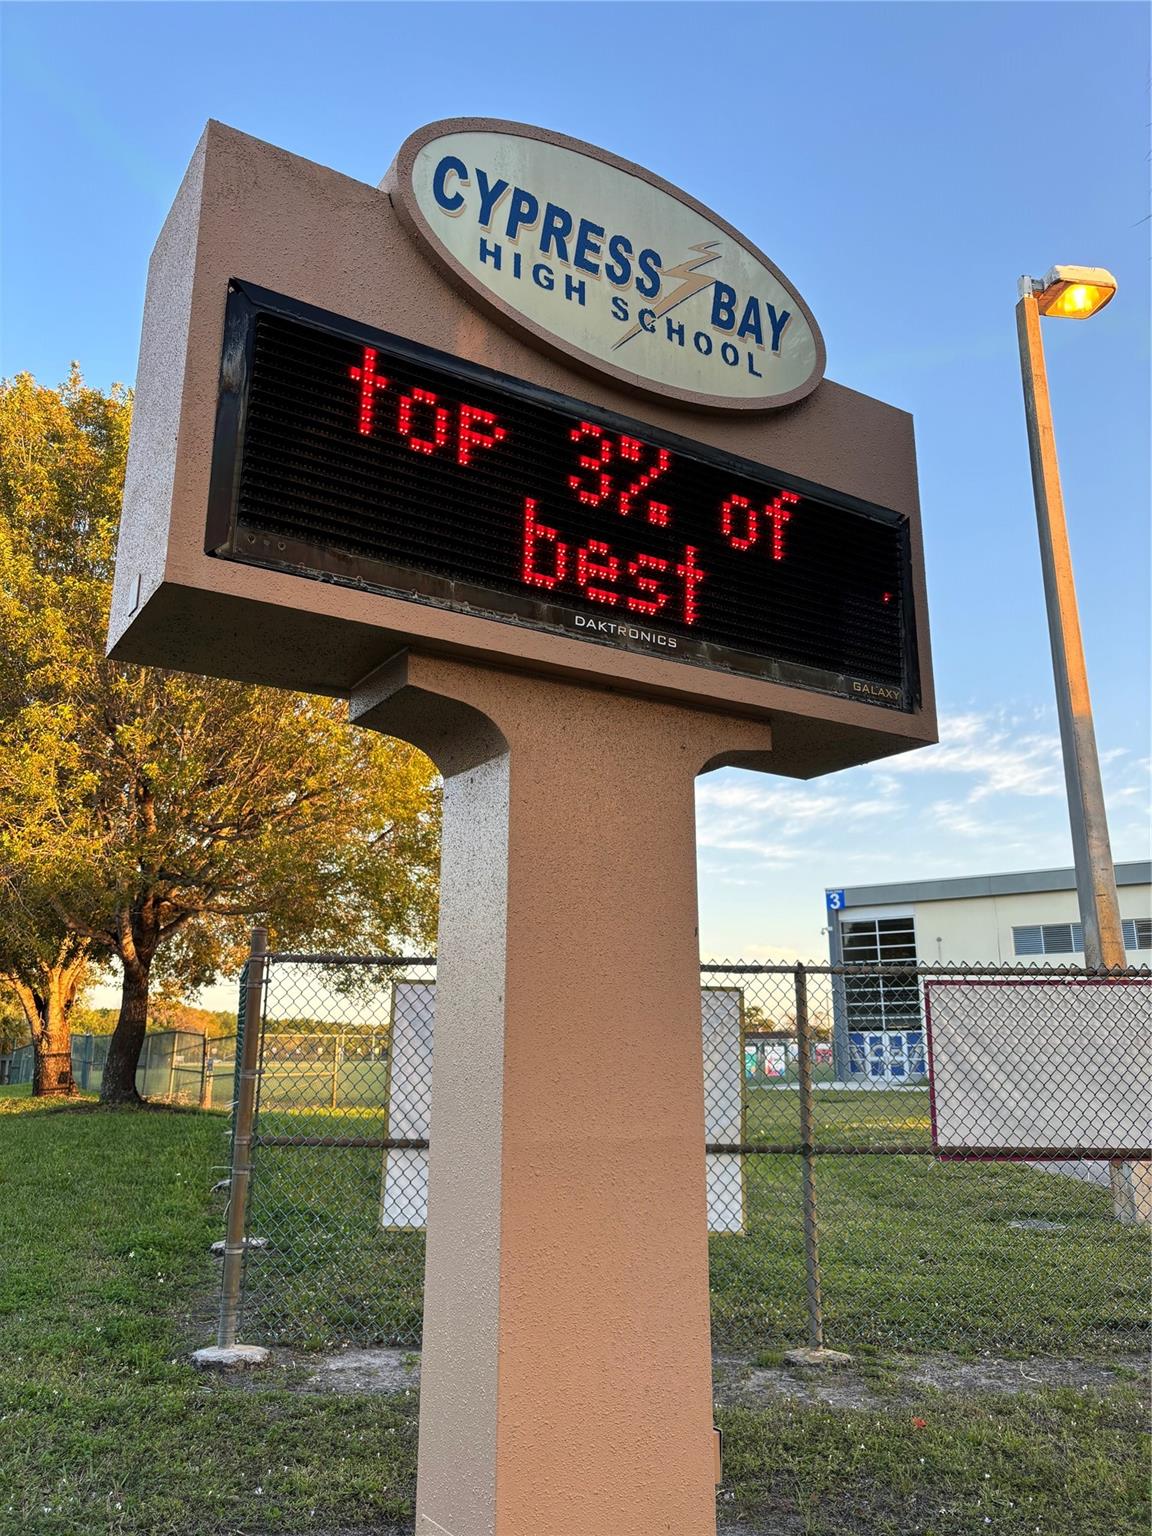 CYPRESS BAY
HIGH SCHOOL
top 3% of
best
DAKTRONICS
GALAXY
3